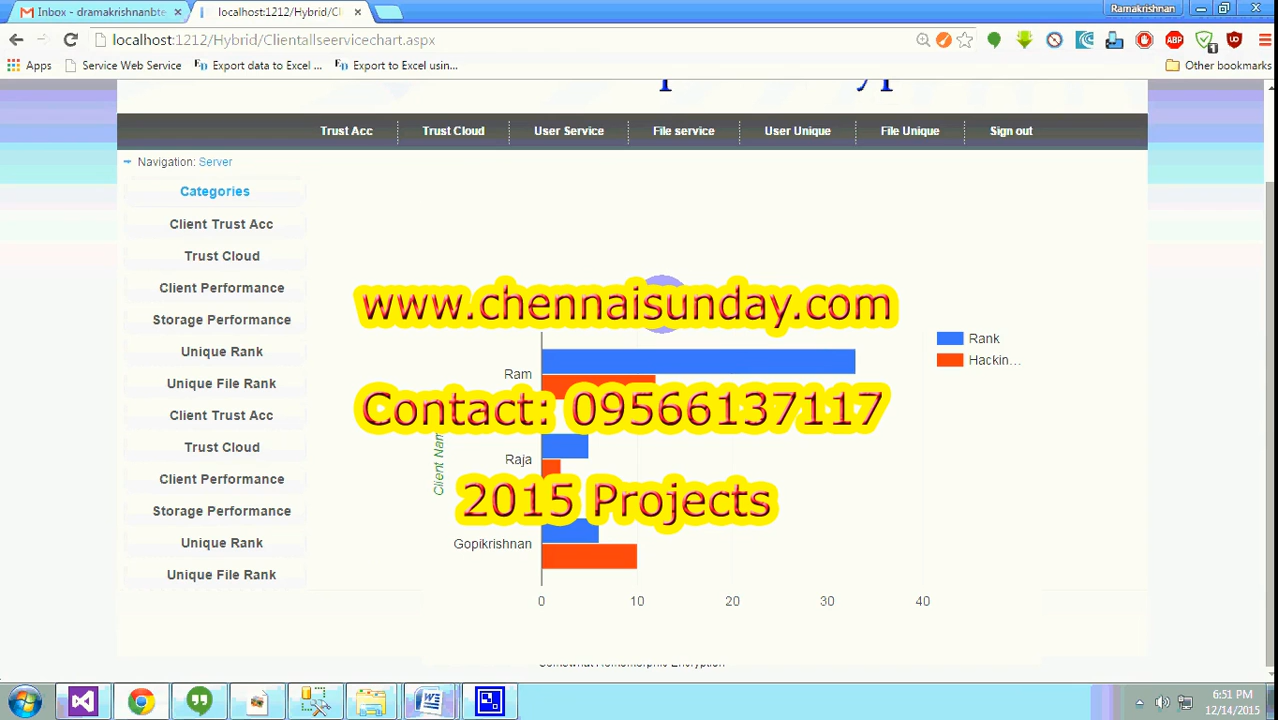 Inbox - dramakrishnanbte
localhost:1212/Hybrid/Cli
Ramakrishnan
localhost:1212/Hybrid/Clientallseervicechart.aspx
Apps
Service Web Service
Export data to Excel ...
Export to Excel usin...
Other bookmarks
Trust Acc
Trust Cloud
User Service
File service
User Unique
File Unique
Sign out
Navigation: Server
Categories
Client Trust Acc
Trust Cloud
Client Performance
Storage Performance
Unique Rank
Unique File Rank
Client Trust Acc
Trust Cloud
Client Performance
Storage Performance
Unique Rank
Unique File Rank
www.chennaisunday.com
Rank
Hackin...
Ram
Contact: 09566137117
Raja
2015 Projects
Gopikrishnan
0 10 20 30 40
6:51 PM
12/14/2015